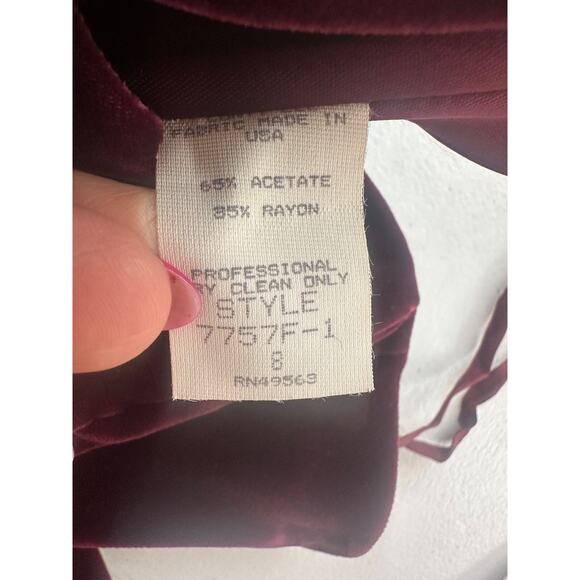 FABRIC MADE IN
USA
65% ACETATE
35% RAYON
PROFESSIONAL
DRY CLEAN ONLY
STYLE
7757F-1
8
RN49563